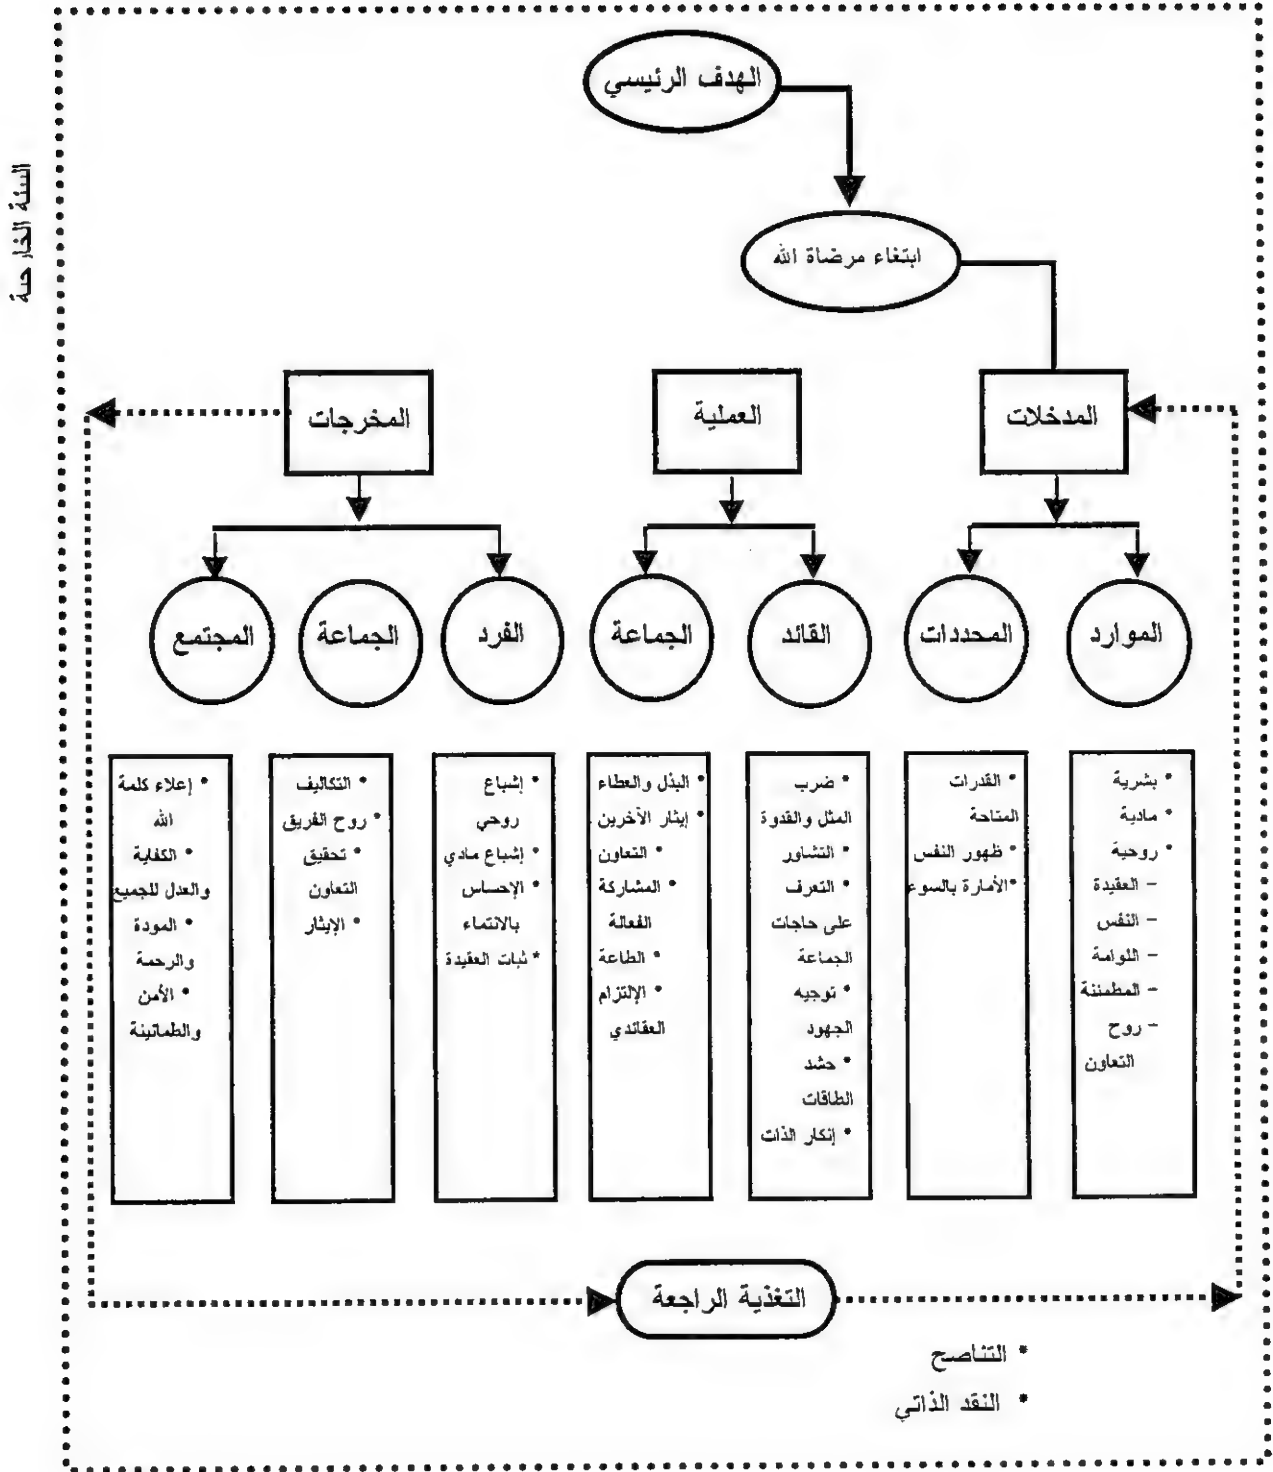 الهدف الرئيسي
ابتغاء مرضاة الله
البيئة الخارجية
المدخلات
العملية
المخرجات
الموارد
المحددات
القائد
الجماعة
الفرد
الجماعة
المجتمع
* بشرية
* مادية
* روحية
– العقيدة
– النفس
– اللوامة
– المطمئنة
– روح
التعاون
* القدرات
المتاحة
* ظهور النفس
* الأمارة بالسوء
* ضرب
المثل والقدوة
* التشاور
* التعرف
على حاجات
الجماعة
* توجيه
الجهود
* حشد
الطاقات
* إنكار الذات
* البذل والعطاء
* إيثار الآخرين
* التعاون
* المشاركة
الفعالة
* الطاعة
* الإلتزام
العقائدي
* إشباع
روحي
* إشباع مادي
* الإحساس
بالانتماء
* ثبات العقيدة
* التكاليف
* روح الفريق
* تحقيق
التعاون
* الإيثار
* إعلاء كلمة
الله
* الكفاية
والعدل للجميع
* المودة
والرحمة
* الأمن
والطمانينة
التغذية الراجعة
* التناصح
* النقد الذاتي